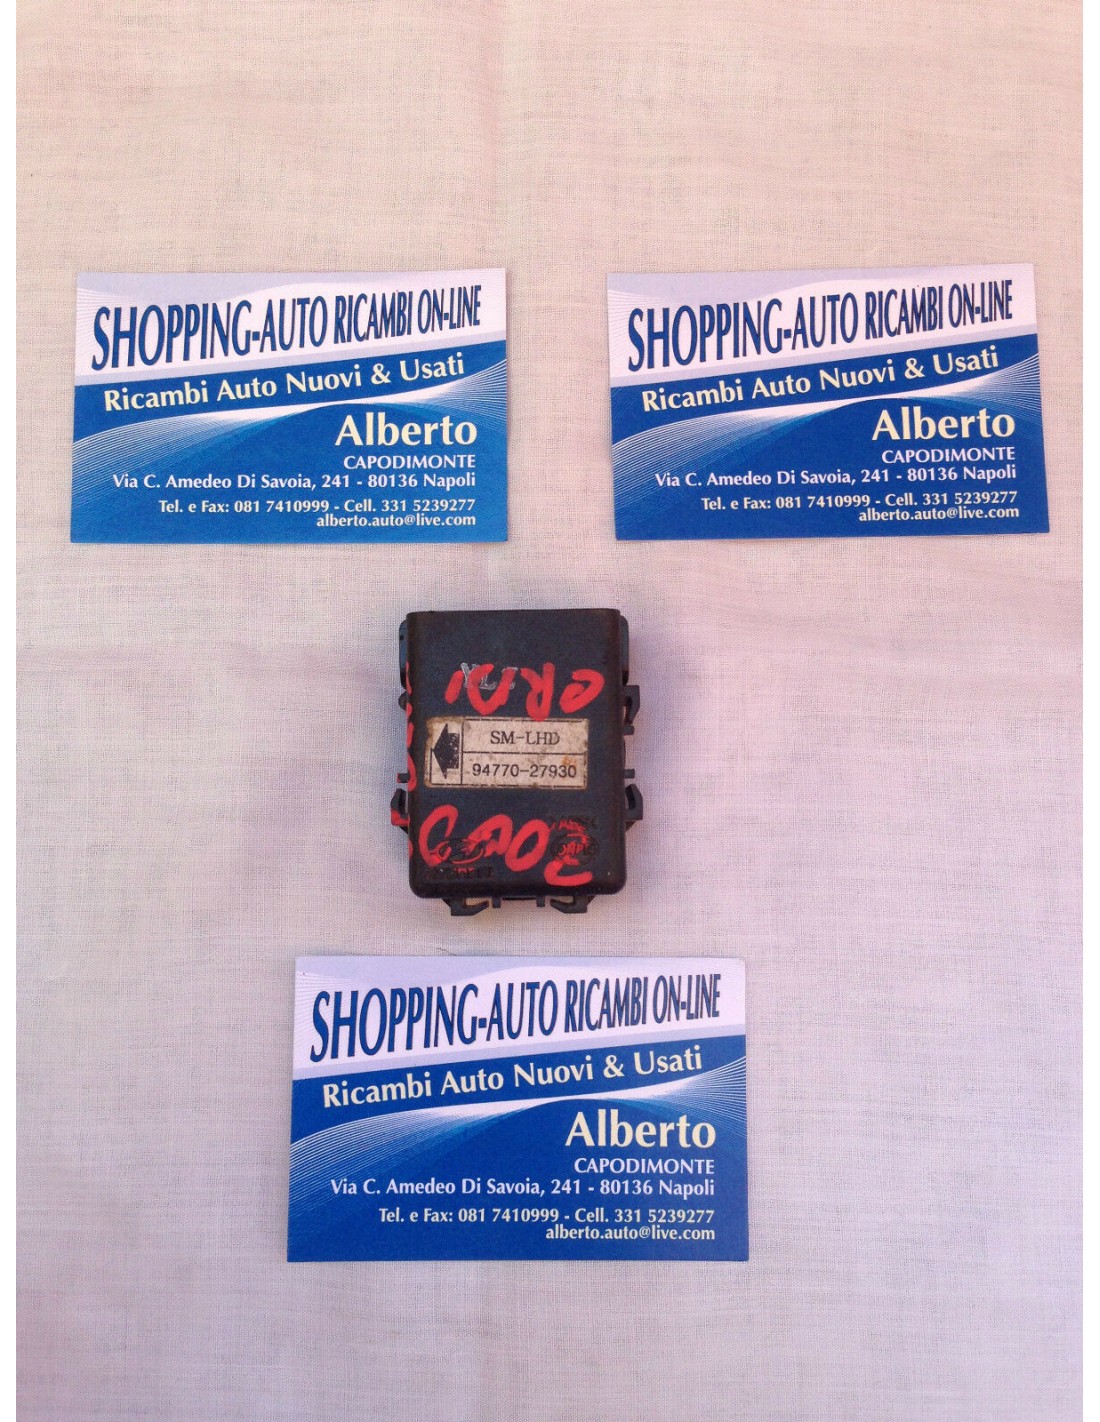 SHOPPING-AUTO RICAMBI ON-LINE
Ricambi Auto Nuovi & Usati
Alberto
CAPODIMONTE
Via C. Amedeo Di Savoia, 241 - 80136 Napoli
Tel. e Fax: 081 7410999 - Cell. 331 5239277
alberto.auto@live.com
SHOPPING-AUTO RICAMBI ON-LINE
Ricambi Auto Nuovi & Usati
Alberto
CAPODIMONTE
Via C. Amedeo Di Savoia, 241 - 80136 Napoli
Tel. e Fax: 081 7410999 - Cell. 331 5239277
alberto.auto@live.com
SM-LHD
94770-27930
SHOPPING-AUTO RICAMBI ON-LINE
Ricambi Auto Nuovi & Usati
Alberto
CAPODIMONTE
Via C. Amedeo Di Savoia, 241 - 80136 Napoli
Tel. e Fax: 081 7410999 - Cell. 331 5239277
alberto.auto@live.com